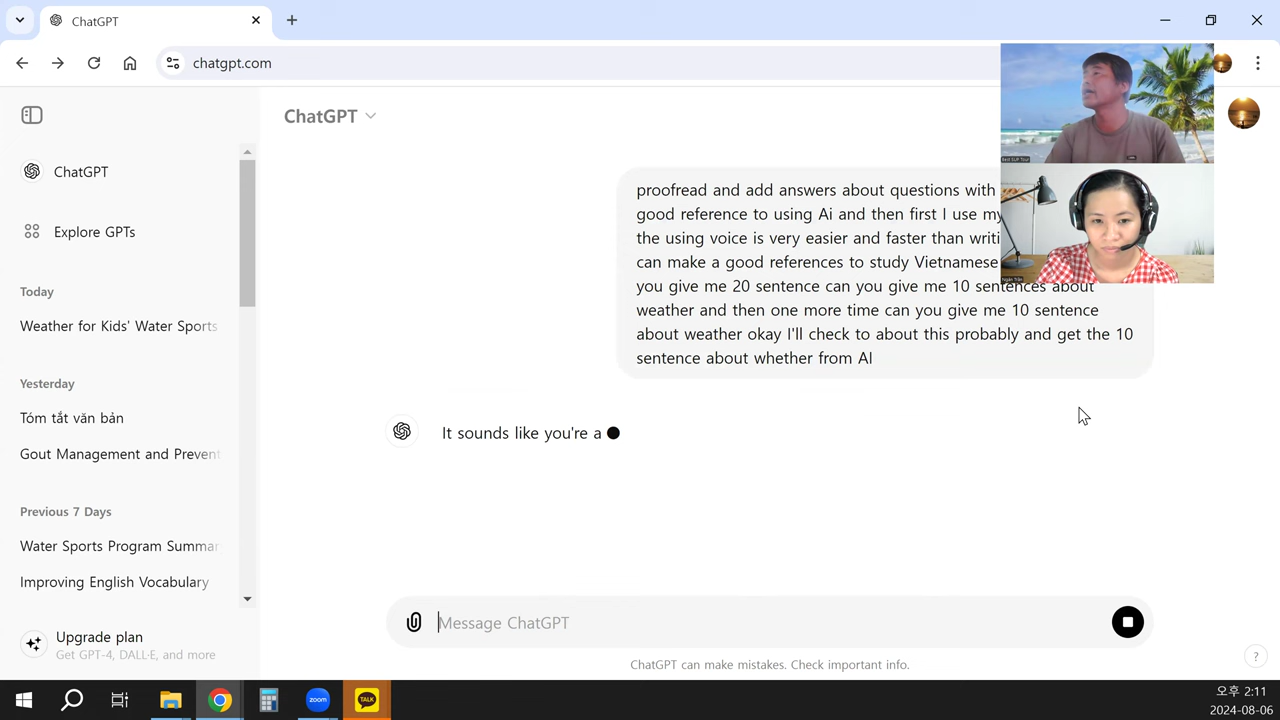 ChatGPT
chatgpt.com
ChatGPT
ChatGPT
Explore GPTs
Today
Weather for Kids' Water Sports
Yesterday
Tóm tắt văn bản
Gout Management and Prevent
Previous 7 Days
Water Sports Program Summar
Improving English Vocabulary
Upgrade plan
Get GPT-4, DALL·E, and more
proofread and add answers about questions with
good reference to using Ai and then first I use my
the using voice is very easier and faster than writi
can make a good references to study Vietnamese
you give me 20 sentence can you give me 10 sentences about
weather and then one more time can you give me 10 sentence
about weather okay I'll check to about this probably and get the 10
sentence about whether from AI
Best SUP Tour
It sounds like you're a
Message ChatGPT
ChatGPT can make mistakes. Check important info.
?
zoom
TALK
오후 2:11
2024-08-06